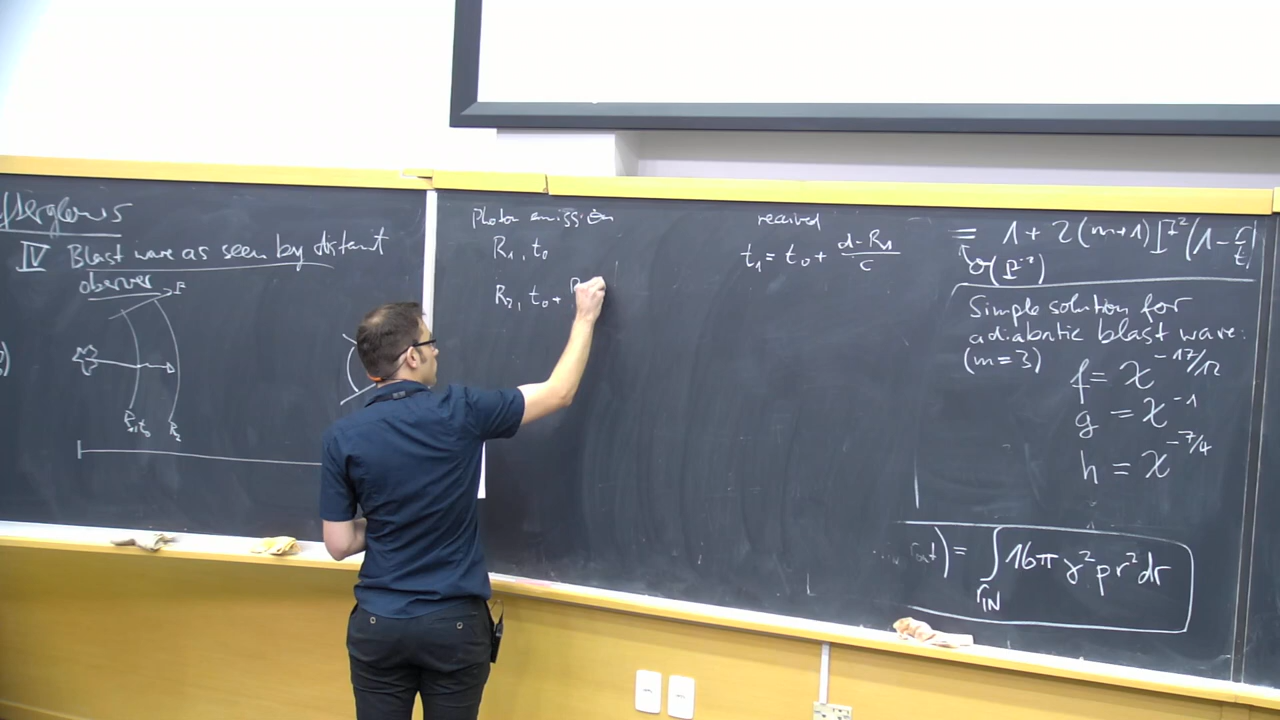 fterglows
IV Blast wave as seen by distant
observer
Γ
R₁, t₀
R₂
photon emission
R₁, t₀
R₂, t₀+
received
t₁ = t₀ + (d-R₁)/c
= 1 + 2(m+1)Γ²(1 - r/t)
O(Γ⁻²)
Simple solution for
adiabatic blast wave:
(m=3)
f = χ^(-17/12)
g = χ⁻¹
h = χ^(-7/4)
) = ∫_{r_IN} 16π γ² p r² dr